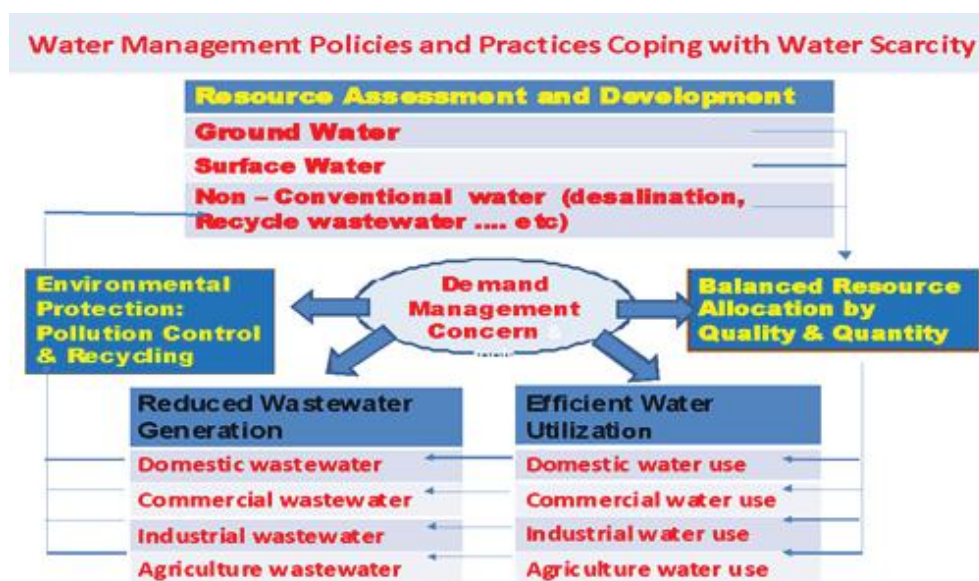 Water Management Policies and Practices Coping with Water Scarcity
Resource Assessment and Development
Ground Water
Surface Water
Non – Conventional water (desalination,
Recycle wastewater .... etc)
Environmental
Protection:
Pollution Control
& Recycling
Demand
Management
Concern &
Balanced Resource
Allocation by
Quality & Quantity
Reduced Wastewater
Generation
Domestic wastewater
Commercial wastewater
Industrial wastewater
Agriculture wastewater
Efficient Water
Utilization
Domestic water use
Commercial water use
Industrial water use
Agriculture water use